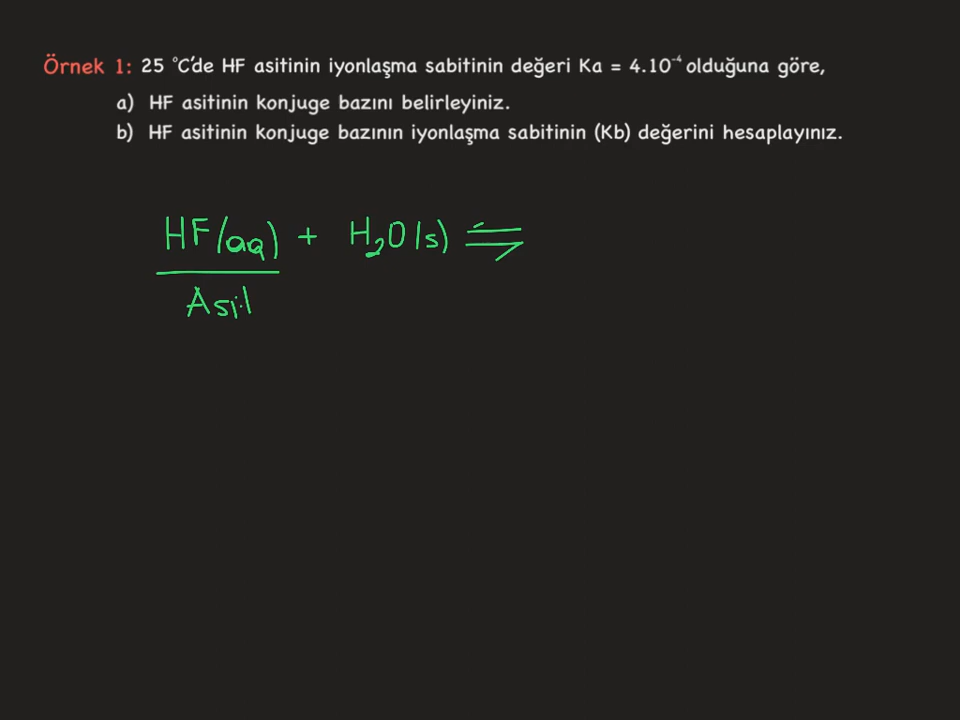 Örnek 1: 25 °C'de HF asitinin iyonlaşma sabitinin değeri Ka = 4.10⁻⁴ olduğuna göre,
a) HF asitinin konjuge bazını belirleyiniz.
b) HF asitinin konjuge bazının iyonlaşma sabitinin (Kb) değerini hesaplayınız.
HF(aq) + H₂O(s) ⇌
Asit